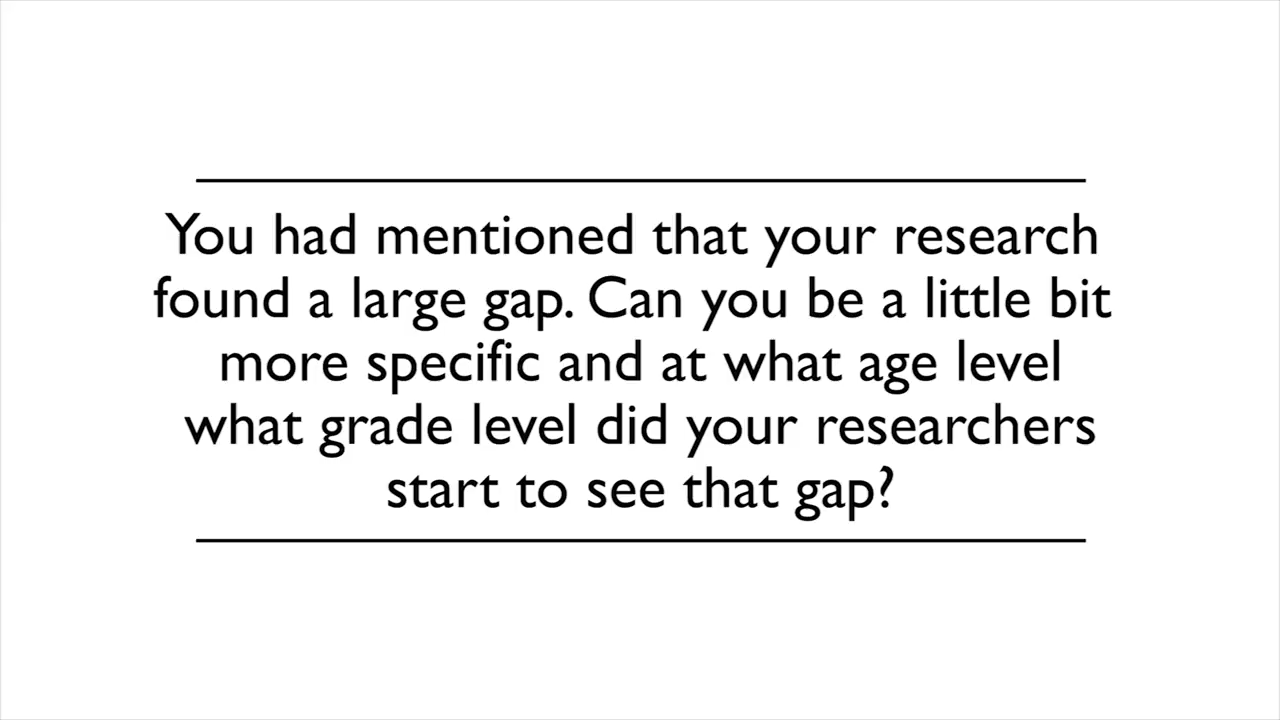 You had mentioned that your research
found a large gap. Can you be a little bit
more specific and at what age level
what grade level did your researchers
start to see that gap?